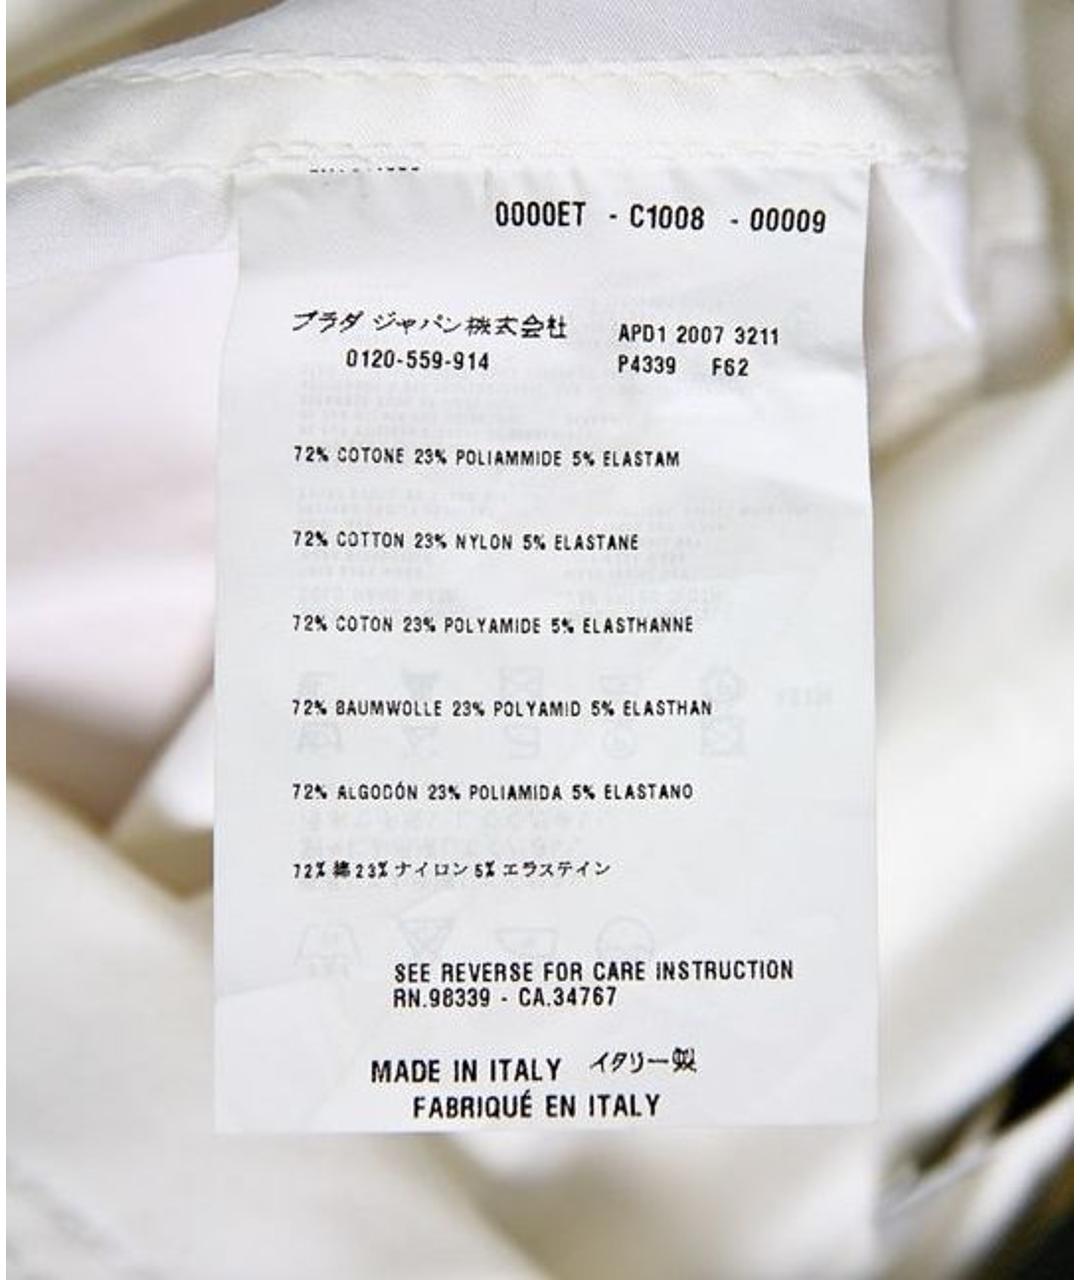 0000ET - C1008 - 00009
プラダ ジャパン株式会社 APD1 2007 3211
0120-559-914 P4339 F62
72% COTONE 23% POLIAMMIDE 5% ELASTAM
72% COTTON 23% NYLON 5% ELASTANE
72% COTON 23% POLYAMIDE 5% ELASTHANNE
72% BAUMWOLLE 23% POLYAMID 5% ELASTHAN
72% ALGODÓN 23% POLIAMIDA 5% ELASTANO
72% 綿 23% ナイロン 5% エラステイン
SEE REVERSE FOR CARE INSTRUCTION
RN.98339 - CA.34767
MADE IN ITALY イタリー製
FABRIQUÉ EN ITALY